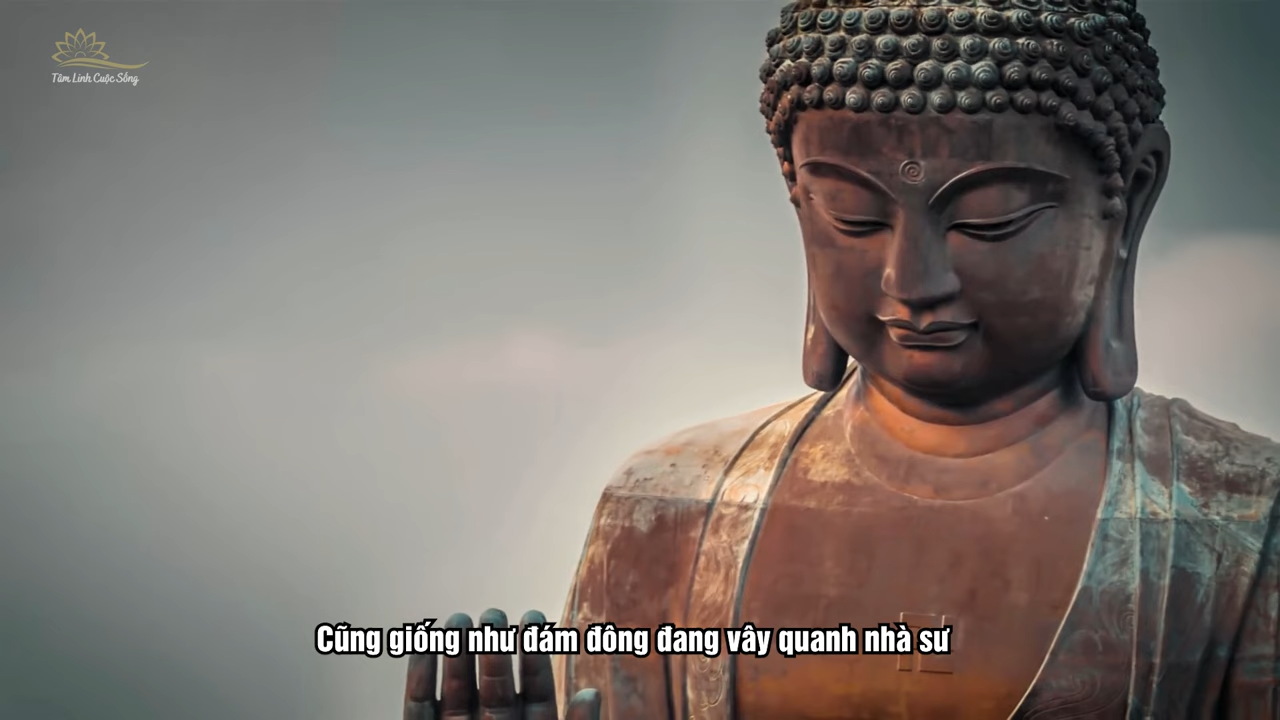 Tâm Linh Cuộc Sống
Cũng giống như đám đông đang vây quanh nhà sư